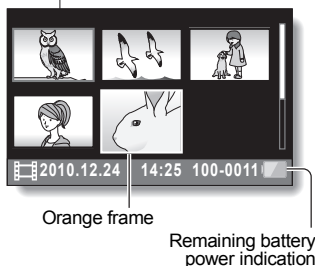 2010.12.24 14:25 100-0011
Orange frame
Remaining battery
power indication